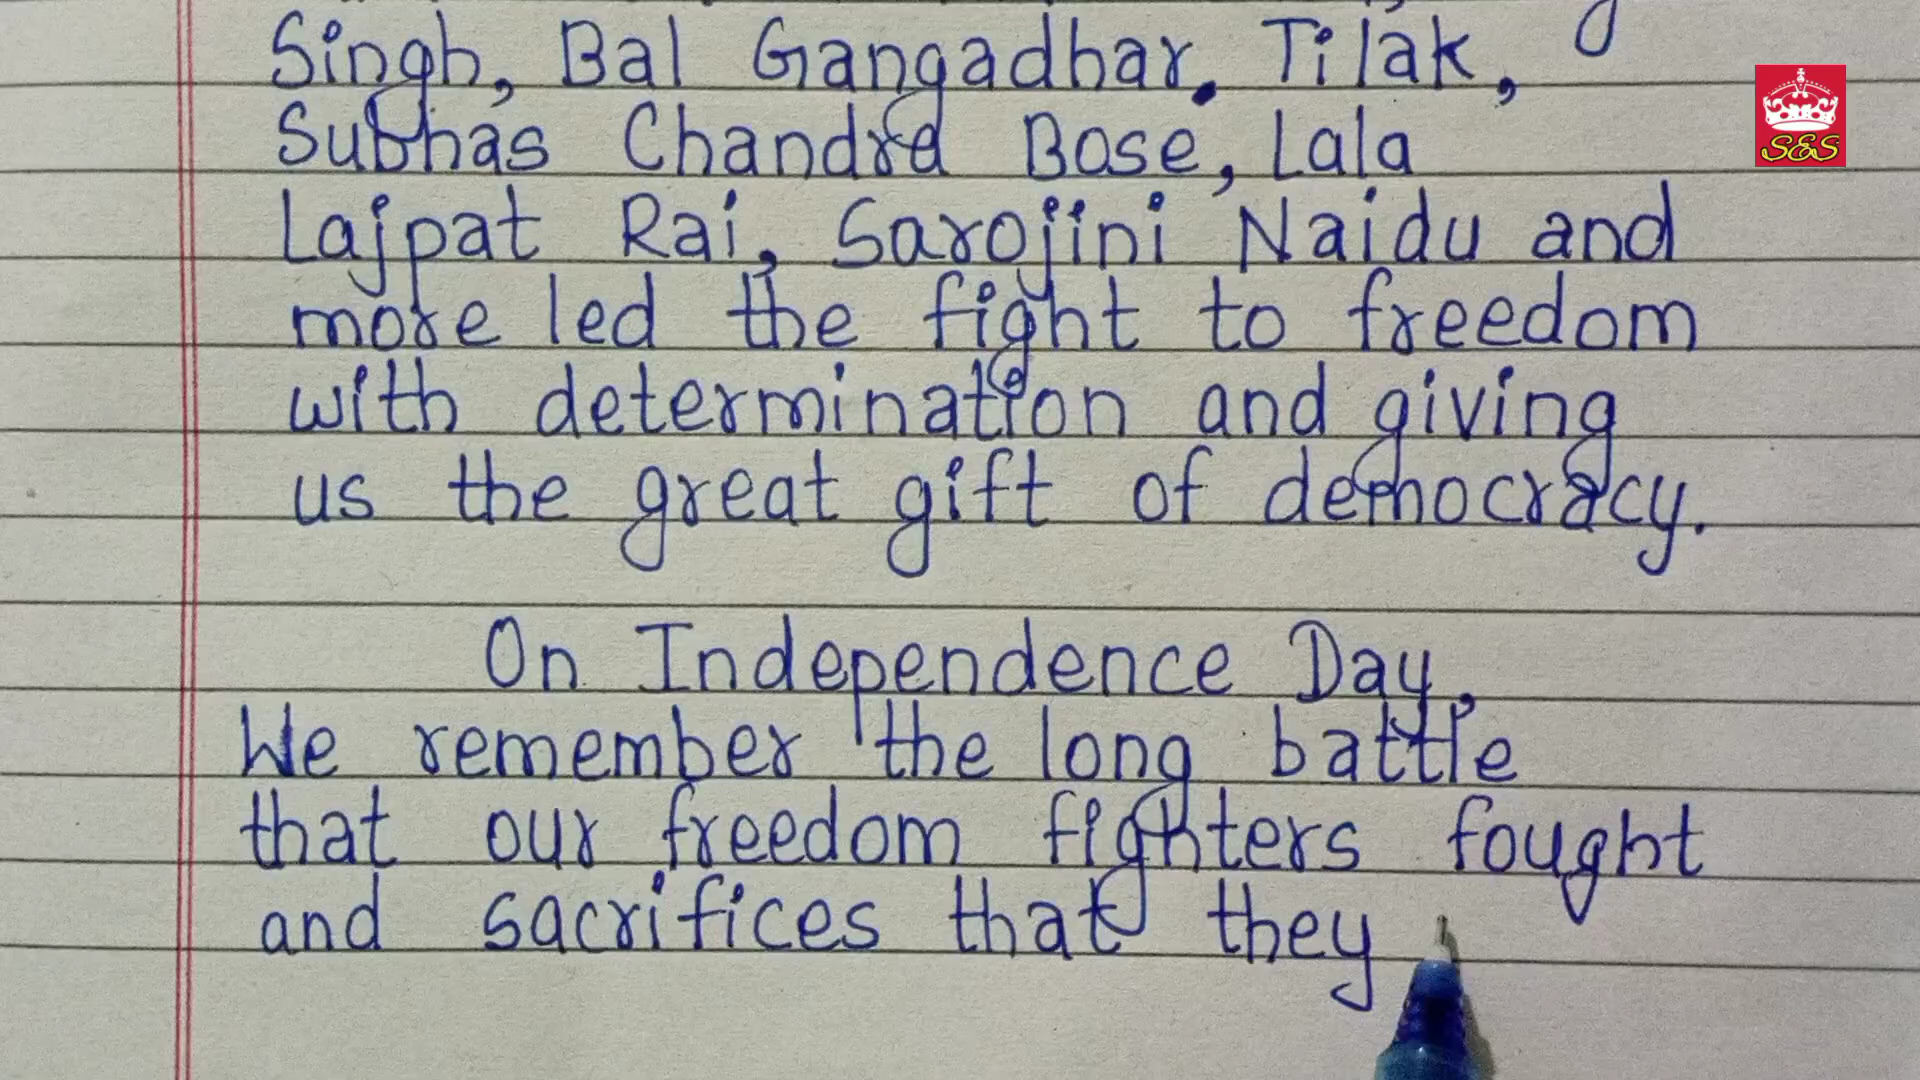 Singh, Bal Gangadhar. Tilak,
Subhas Chandra Bose, Lala
Lajpat Rai, Sarojini Naidu and
more led the fight to freedom
with determination and giving
us the great gift of democracy.
On Independence Day,
We remember the long battle
that our freedom fighters fought
and sacrifices that they
S&S